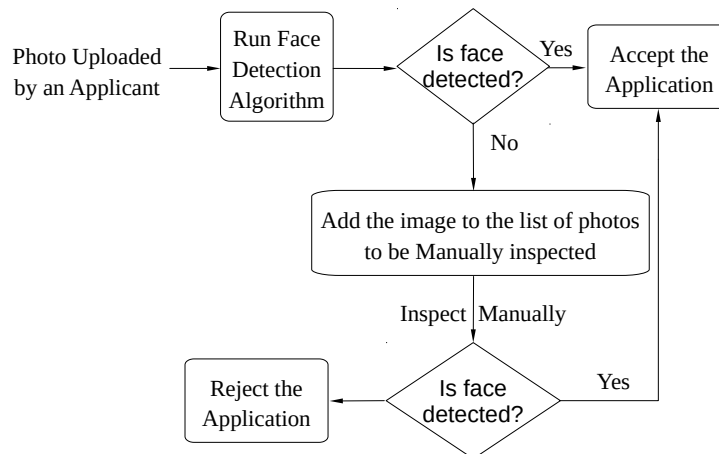 Photo Uploaded
by an Applicant
Run Face
Detection
Algorithm
Is face
detected?
Yes
Accept the
Application
No
Add the image to the list of photos
to be Manually inspected
Inspect Manually
Is face
detected?
Yes
Reject the
Application